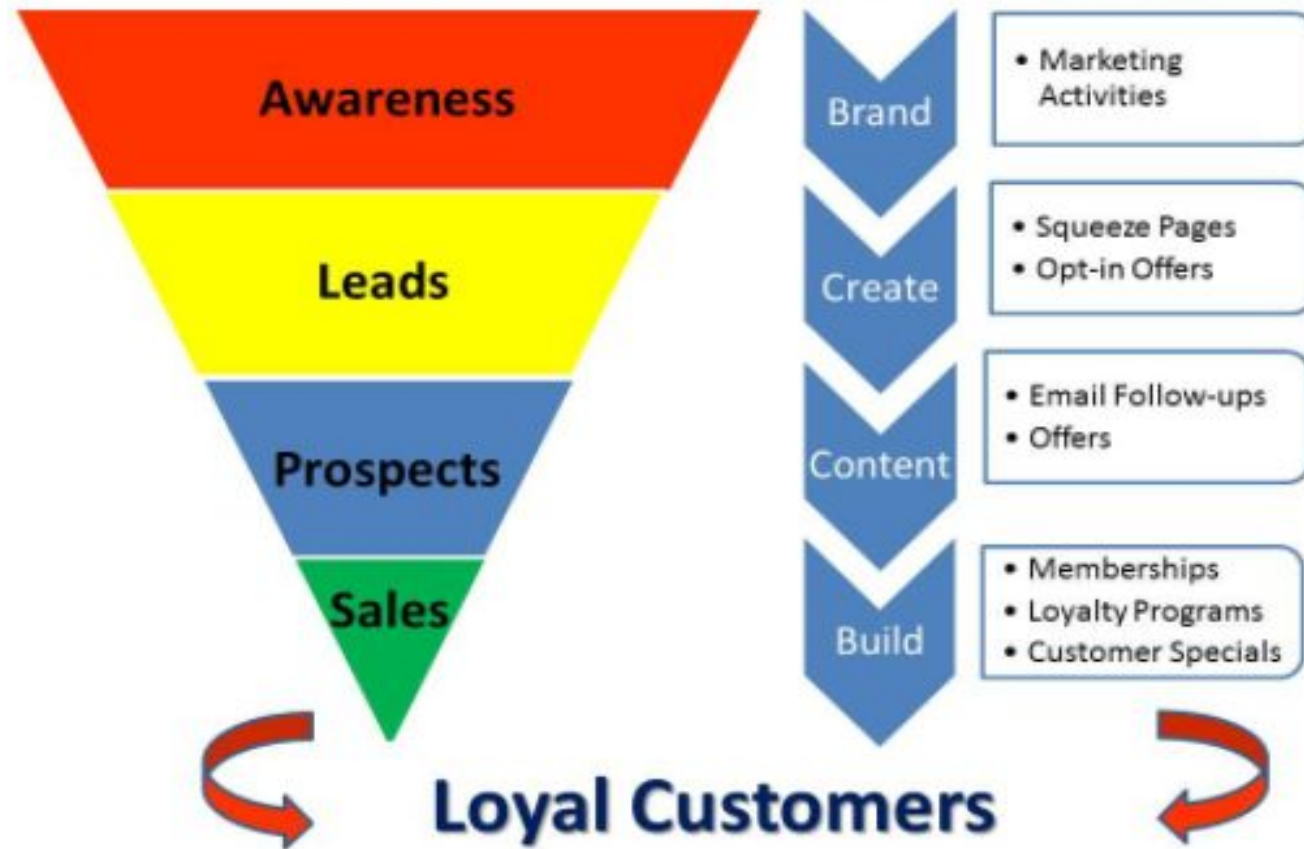 Awareness
Leads
Prospects
Sales
Brand
• Marketing
Activities
Create
• Squeeze Pages
• Opt-in Offers
Content
• Email Follow-ups
• Offers
Build
• Memberships
• Loyalty Programs
• Customer Specials
Loyal Customers